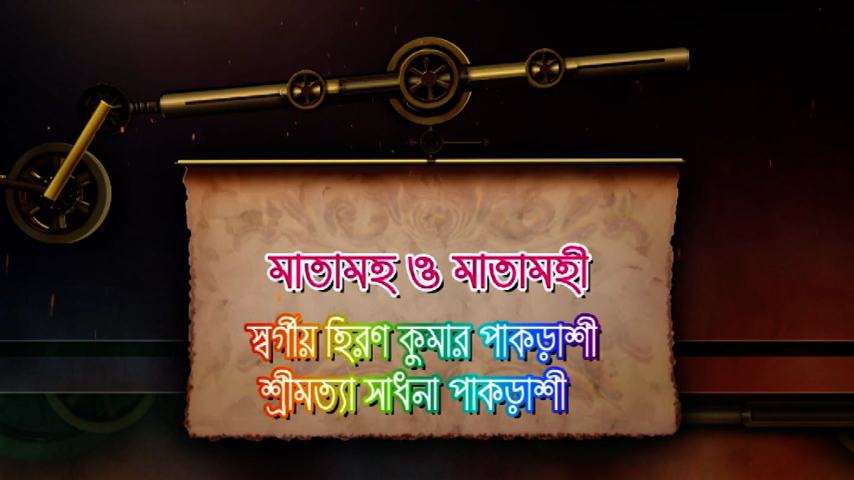 মাতামহ ও মাতামহী
স্বর্গীয় হিরণ কুমার পাকড়াশী
শ্রীমত্যা সাধনা পাকড়াশী